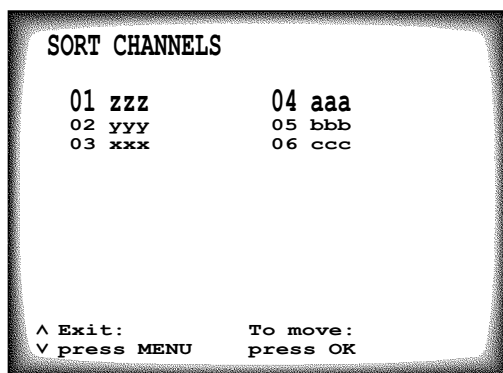 SORT CHANNELS
01 zzz 04 aaa
02 yyy 05 bbb
03 xxx 06 ccc
^ Exit: To move:
v press MENU press OK